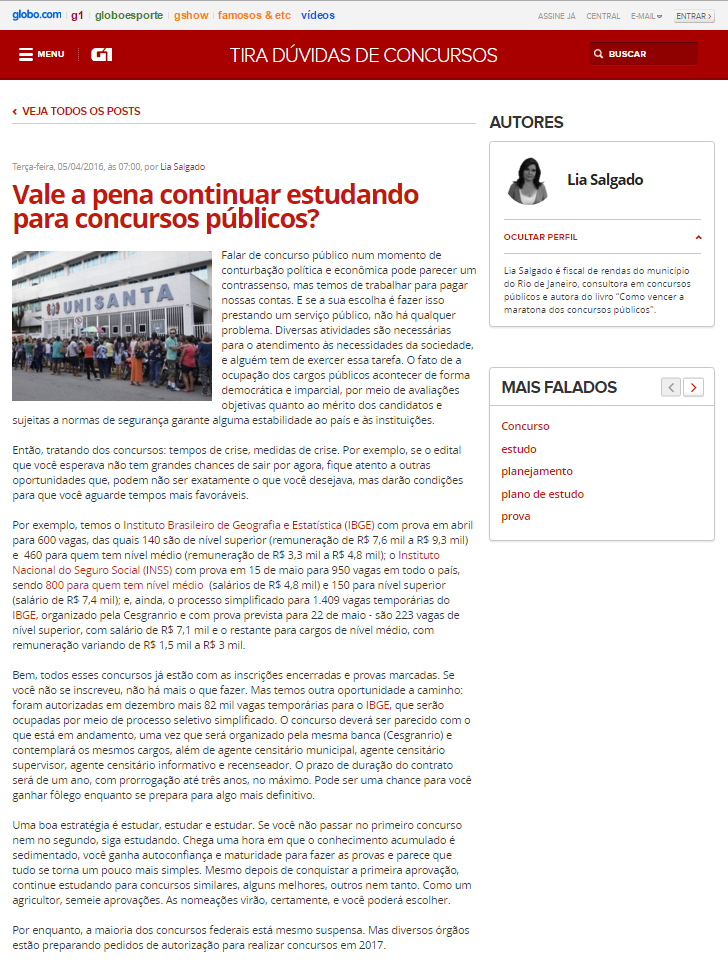 globo.com g1 globoesporte gshow famosos & etc vídeos ASSINE JÁ CENTRAL E-MAIL ENTRAR ›
MENU G1 TIRA DÚVIDAS DE CONCURSOS BUSCAR
‹ VEJA TODOS OS POSTS
Terça-feira, 05/04/2016, às 07:00, por Lia Salgado
Vale a pena continuar estudando
para concursos públicos?
UNISANTA
Falar de concurso público num momento de
conturbação política e econômica pode parecer um
contrassenso, mas temos de trabalhar para pagar
nossas contas. E se a sua escolha é fazer isso
prestando um serviço público, não há qualquer
problema. Diversas atividades são necessárias
para o atendimento às necessidades da sociedade,
e alguém tem de exercer essa tarefa. O fato de a
ocupação dos cargos públicos acontecer de forma
democrática e imparcial, por meio de avaliações
objetivas quanto ao mérito dos candidatos e
sujeitas a normas de segurança garante alguma estabilidade ao país e às instituições.
Então, tratando dos concursos: tempos de crise, medidas de crise. Por exemplo, se o edital
que você esperava não tem grandes chances de sair por agora, fique atento a outras
oportunidades que, podem não ser exatamente o que você desejava, mas darão condições
para que você aguarde tempos mais favoráveis.
Por exemplo, temos o Instituto Brasileiro de Geografia e Estatística (IBGE) com prova em abril
para 600 vagas, das quais 140 são de nível superior (remuneração de R$ 7,6 mil a R$ 9,3 mil)
e 460 para quem tem nível médio (remuneração de R$ 3,3 mil a R$ 4,8 mil); o Instituto
Nacional do Seguro Social (INSS) com prova em 15 de maio para 950 vagas em todo o país,
sendo 800 para quem tem nível médio (salários de R$ 4,8 mil) e 150 para nível superior
(salário de R$ 7,4 mil); e, ainda, o processo simplificado para 1.409 vagas temporárias do
IBGE, organizado pela Cesgranrio e com prova prevista para 22 de maio - são 223 vagas de
nível superior, com salário de R$ 7,1 mil e o restante para cargos de nível médio, com
remuneração variando de R$ 1,5 mil a R$ 3 mil.
Bem, todos esses concursos já estão com as inscrições encerradas e provas marcadas. Se
você não se inscreveu, não há mais o que fazer. Mas temos outra oportunidade a caminho:
foram autorizadas em dezembro mais 82 mil vagas temporárias para o IBGE, que serão
ocupadas por meio de processo seletivo simplificado. O concurso deverá ser parecido com o
que está em andamento, uma vez que será organizado pela mesma banca (Cesgranrio) e
contemplará os mesmos cargos, além de agente censitário municipal, agente censitário
supervisor, agente censitário informativo e recenseador. O prazo de duração do contrato
será de um ano, com prorrogação até três anos, no máximo. Pode ser uma chance para você
ganhar fôlego enquanto se prepara para algo mais definitivo.
Uma boa estratégia é estudar, estudar e estudar. Se você não passar no primeiro concurso
nem no segundo, siga estudando. Chega uma hora em que o conhecimento acumulado é
sedimentado, você ganha autoconfiança e maturidade para fazer as provas e parece que
tudo se torna um pouco mais simples. Mesmo depois de conquistar a primeira aprovação,
continue estudando para concursos similares, alguns melhores, outros nem tanto. Como um
agricultor, semeie aprovações. As nomeações virão, certamente, e você poderá escolher.
Por enquanto, a maioria dos concursos federais está mesmo suspensa. Mas diversos órgãos
estão preparando pedidos de autorização para realizar concursos em 2017.
AUTORES
Lia Salgado
OCULTAR PERFIL
Lia Salgado é fiscal de rendas do município
do Rio de Janeiro, consultora em concursos
públicos e autora do livro “Como vencer a
maratona dos concursos públicos”.
MAIS FALADOS
Concurso
estudo
planejamento
plano de estudo
prova